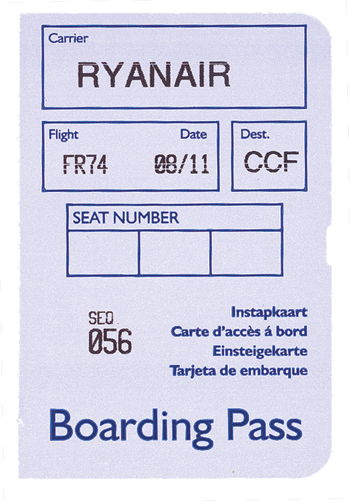 Carrier
RYANAIR
Flight Date Dest.
FR74 08/11 CCF
SEAT NUMBER
SEQ
056
Instapkaart
Carte d'accès á bord
Einsteigekarte
Tarjeta de embarque
Boarding Pass